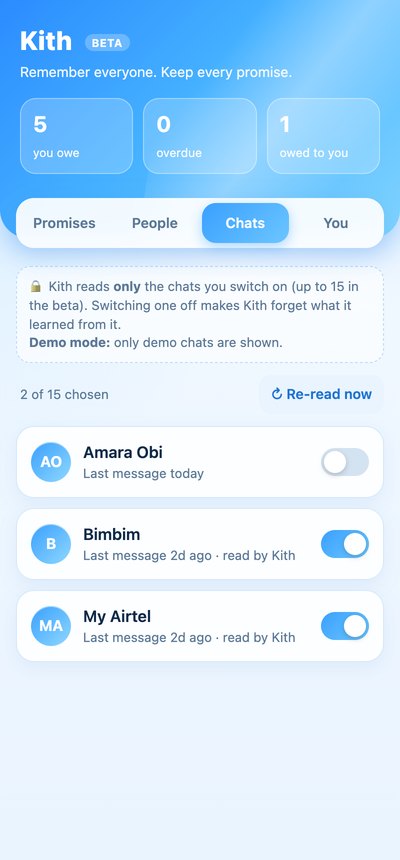 Kith BETA
Remember everyone. Keep every promise.
5
you owe
0
overdue
1
owed to you
Promises People Chats You
🔒 Kith reads only the chats you switch on (up to 15 in
the beta). Switching one off makes Kith forget what it
learned from it.
Demo mode: only demo chats are shown.
2 of 15 chosen
↻ Re-read now
AO
Amara Obi
Last message today
B
Bimbim
Last message 2d ago · read by Kith
MA
My Airtel
Last message 2d ago · read by Kith